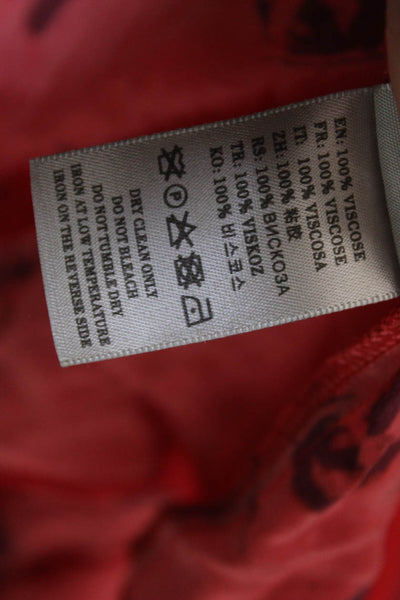 EN: 100% VISCOSE
FR: 100% VISCOSE
IT: 100% VISCOSA
ZH: 100% 粘胶
RS: 100% ВИСКОЗА
TR: 100% VISKOZ
KO: 100% 비스코스
DRY CLEAN ONLY
DO NOT BLEACH
DO NOT TUMBLE DRY
IRON AT LOW TEMPERATURE
IRON ON THE REVERSE SIDE